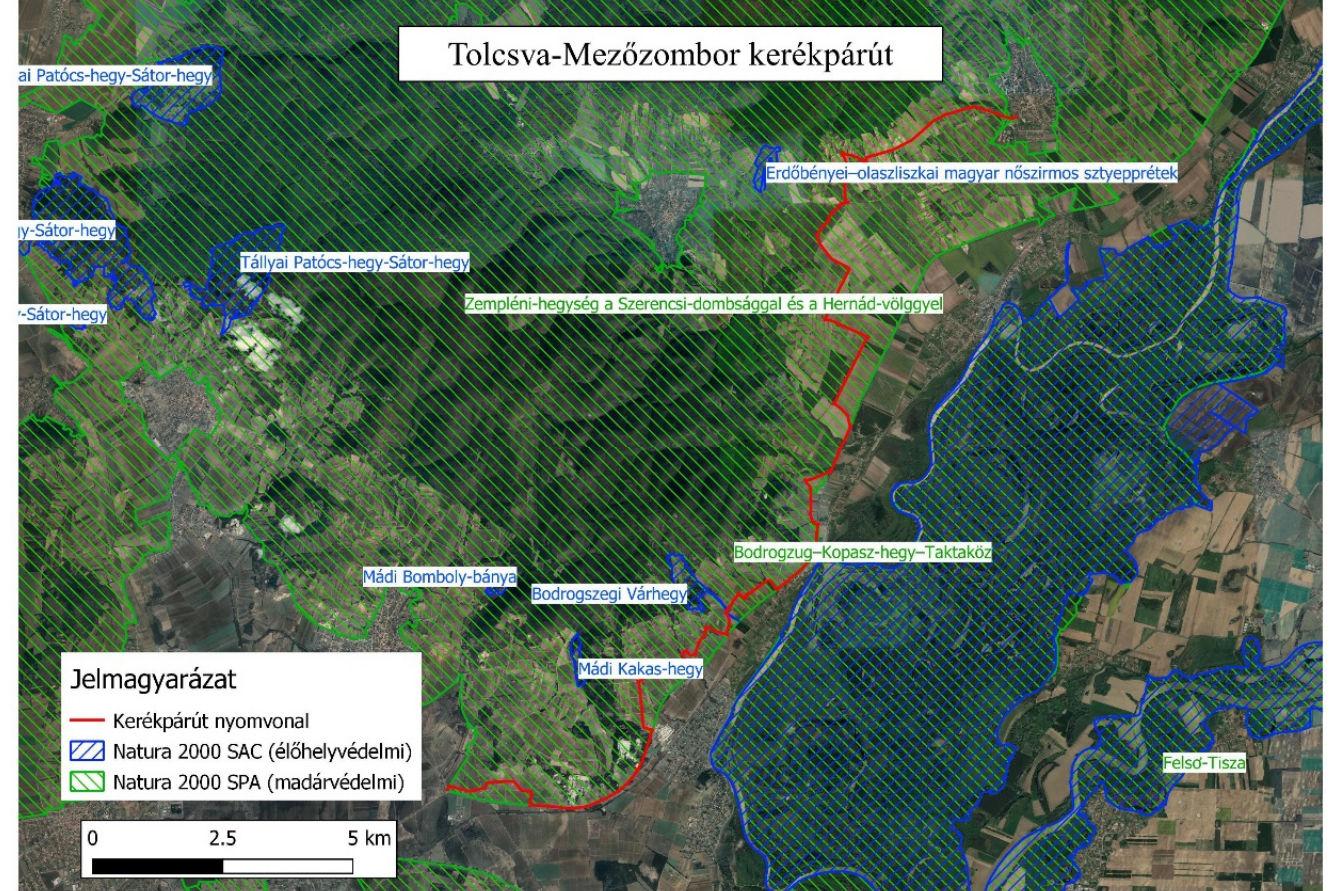 Tolcsva-Mezőzombor kerékpárút
ai Patócs-hegy-Sátor-hegy
Erdőbényei–olaszliszkai magyar nőszirmos sztyepprétek
gy-Sátor-hegy
Tállyai Patócs-hegy-Sátor-hegy
Zempléni-hegység a Szerencsi-dombsággal és a Hernád-völggyel
-Sátor-hegy
Bodrogzug–Kopasz-hegy–Taktaköz
Mádi Bomboly-bánya
Bodrogszegi Várhegy
Mádi Kakas-hegy
Jelmagyarázat
Kerékpárút nyomvonal
Natura 2000 SAC (élőhelyvédelmi)
Natura 2000 SPA (madárvédelmi)
Felső-Tisza
0 2.5 5 km